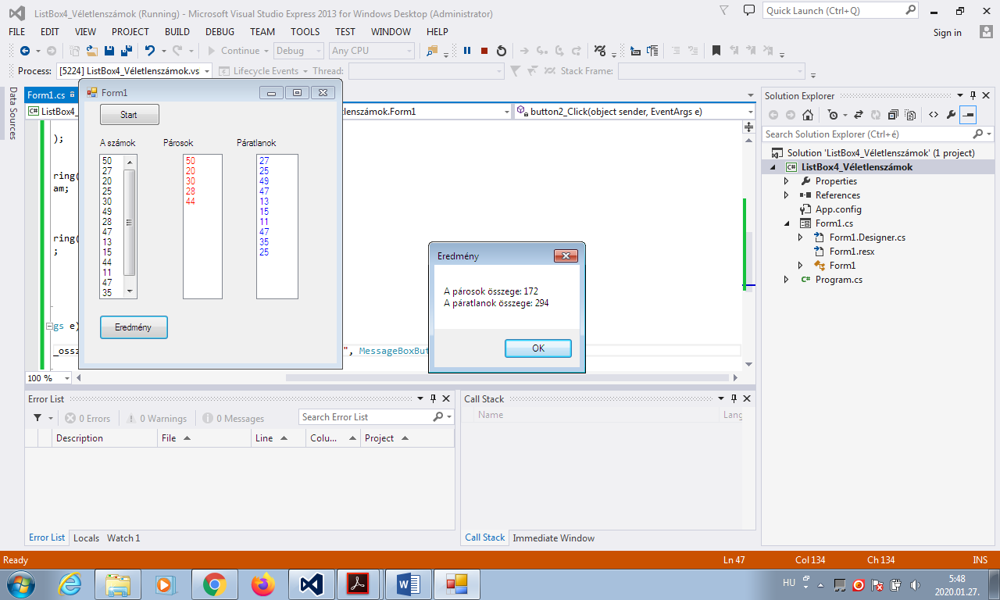 ListBox4_Véletlenszámok (Running) - Microsoft Visual Studio Express 2013 for Windows Desktop (Administrator)
Quick Launch (Ctrl+Q)
FILE EDIT VIEW PROJECT BUILD DEBUG TEAM TOOLS TEST WINDOW HELP
Sign in
Continue Debug Any CPU
Process: [5224] ListBox4_Véletlenszámok.vs Lifecycle Events Thread: Stack Frame:
Data Sources
Form1.cs
ListBox4_
lenszámok.Form1
button2_Click(object sender, EventArgs e)
);
ring(
am;
ring(
;
gs e)
_ossz
", MessageBoxBut
100 %
Form1
Start
A számok Párosok Páratlanok
50
27
20
25
30
49
28
47
13
15
44
11
47
35
50
20
30
28
44
27
25
49
47
13
15
11
47
35
25
Eredmény
Eredmény
A párosok összege: 172
A páratlanok összege: 294
OK
Solution Explorer
Search Solution Explorer (Ctrl+é)
Solution 'ListBox4_Véletlenszámok' (1 project)
C# ListBox4_Véletlenszámok
Properties
References
App.config
Form1.cs
Form1.Designer.cs
Form1.resx
Form1
C# Program.cs
Error List
0 Errors 0 Warnings 0 Messages
Search Error List
Description File Line Colu... Project
Error List Locals Watch 1
Call Stack
Name Lang
Call Stack Immediate Window
Ready
Ln 47 Col 134 Ch 134 INS
HU
5:48
2020.01.27.